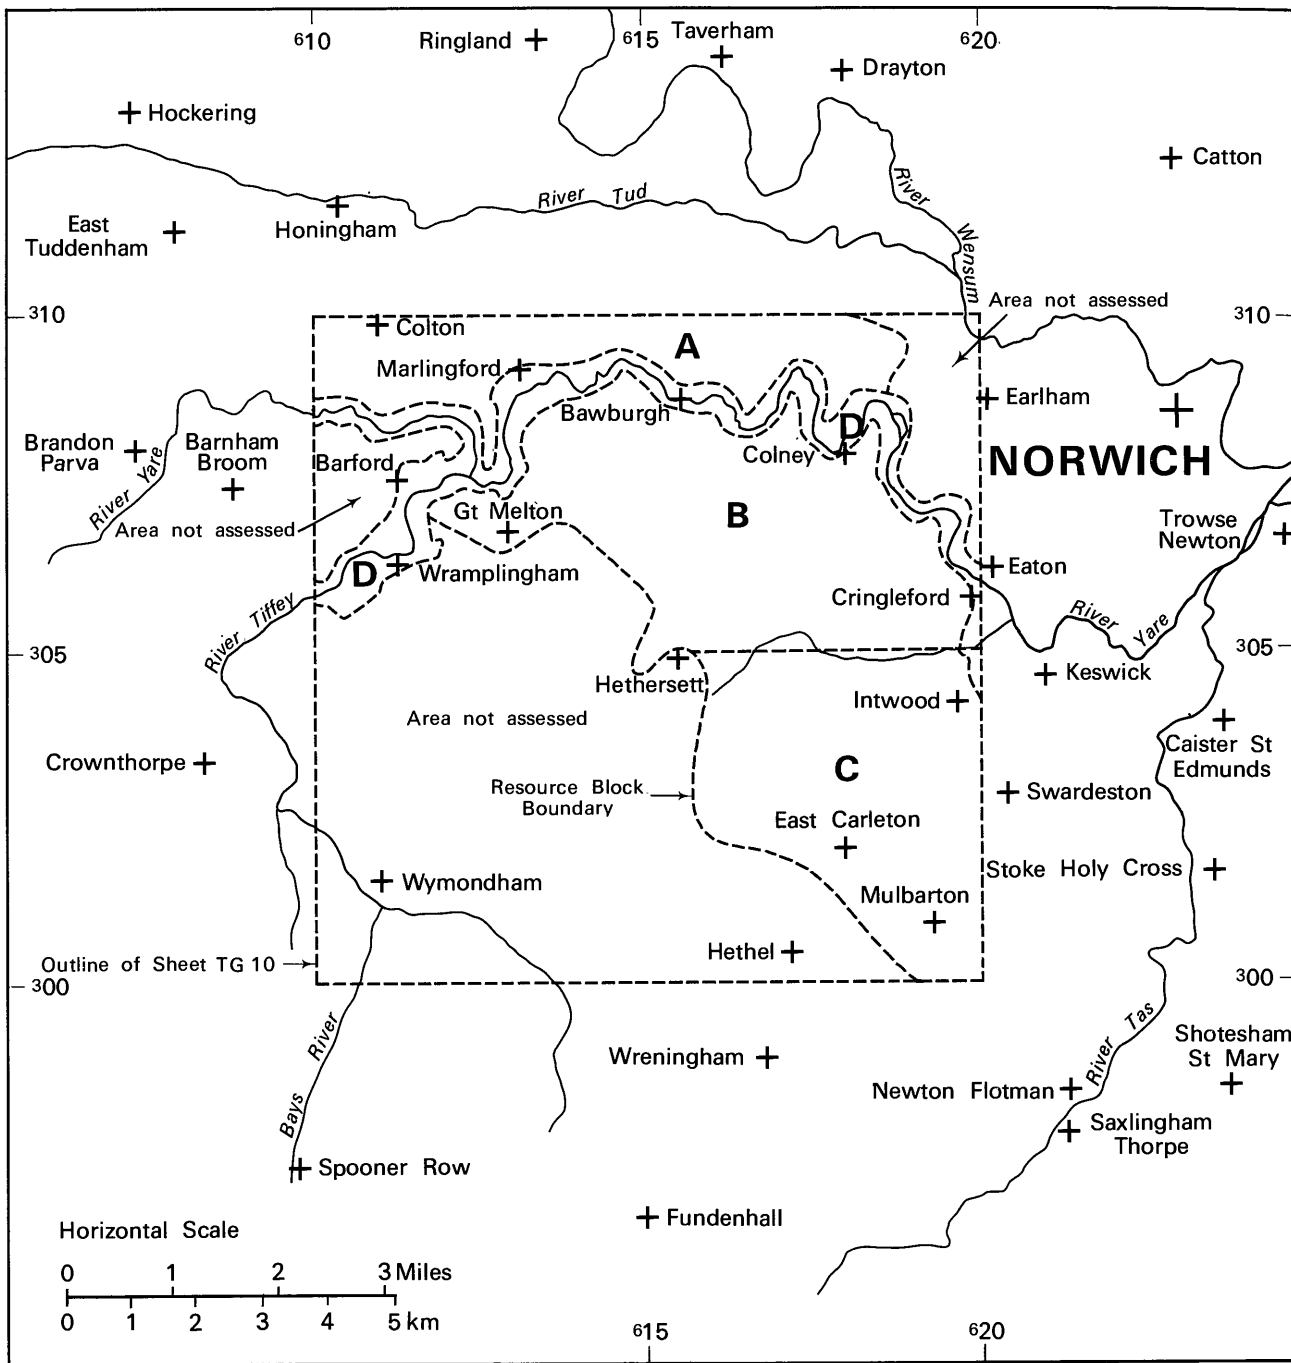 610
Ringland
615
Taverham
620
Drayton
Hockering
Catton
River Tud
River Wensum
East
Tuddenham
Honingham
310
Colton
A
Area not assessed
310
Marlingford
Bawburgh
Earlham
Brandon
Parva
River Yare
Barnham
Broom
Barford
Colney
D
NORWICH
Area not assessed
Gt Melton
B
Trowse
Newton
D
Wramplingham
Eaton
River Tiffey
Cringleford
River Yare
305
305
Hethersett
Keswick
Intwood
Area not assessed
Crownthorpe
Caister St
Edmunds
Resource Block
Boundary
C
Swardeston
East Carleton
Stoke Holy Cross
Wymondham
Mulbarton
Hethel
Outline of Sheet TG 10
300
300
Bays River
River Tas
Wreningham
Shotesham
St Mary
Newton Flotman
Saxlingham
Thorpe
Spooner Row
Fundenhall
Horizontal Scale
0 1 2 3 Miles
0 1 2 3 4 5 km
615
620